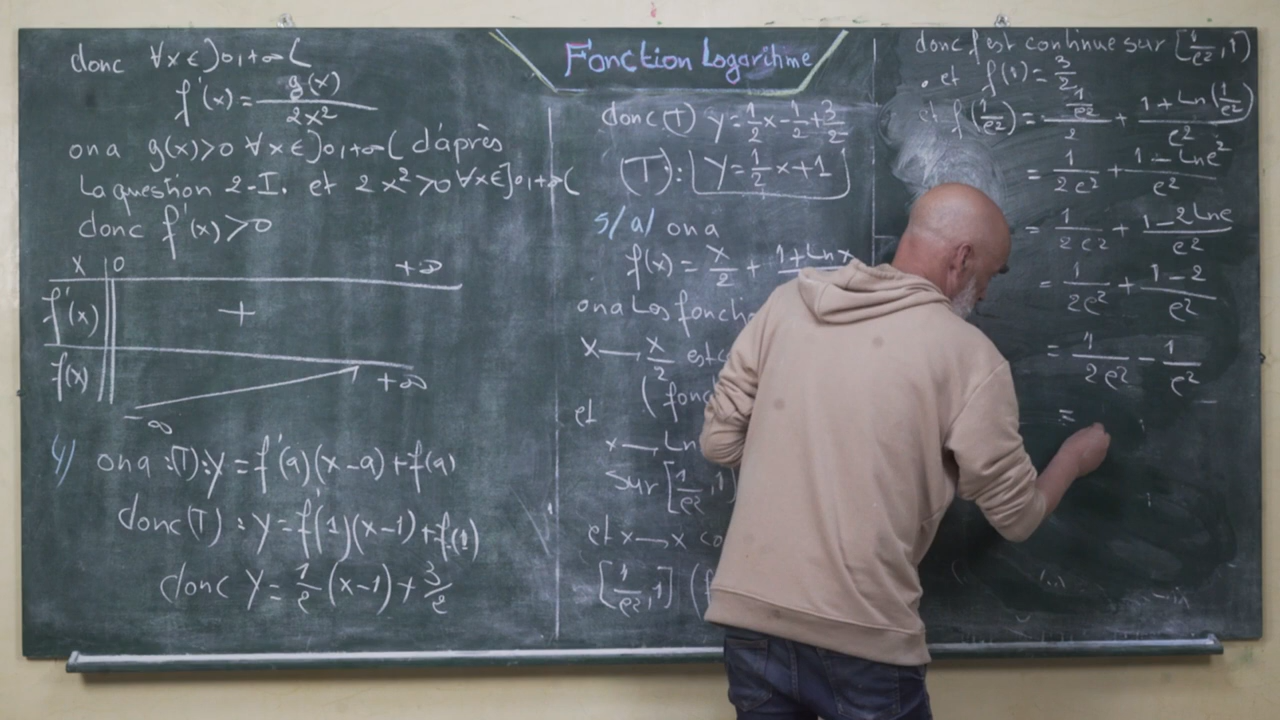 donc ∀x∈]0,+∞(
f'(x) = g(x)/2x²
on a g(x)>0 ∀x∈]0,+∞( d'après
La question 2-I. et 2x²>0 ∀x∈]0,+∞(
donc f'(x)>0
x 0 +∞
f'(x) +
f(x) -∞ +∞
4/ on a :(T): y = f'(a)(x-a)+f(a)
donc (T) : y = f'(1)(x-1)+f(1)
donc y = 1/2 (x-1) + 3/2
Fonction Logarithme
donc (T) y = 1/2 x - 1/2 + 3/2
(T): y = 1/2 x + 1
5/a/ on a
f(x) = x/2 + 1+Ln x
on a Les
x → x/2 est
et
x → Ln
sur [1/e², 1]
et x → x
[1/e², 1]
donc f est continue sur [1/e², 1]
. et f(1) = 3/2
et f(1/e²) = 1/e²/2 + 1+Ln(1/e²)/e²
= 1/2e² + 1-Lne²/e²
= 1/2e² + 1-2Lne/e²
= 1/2e² + 1-2/e²
= 1/2e² - 1/e²
=